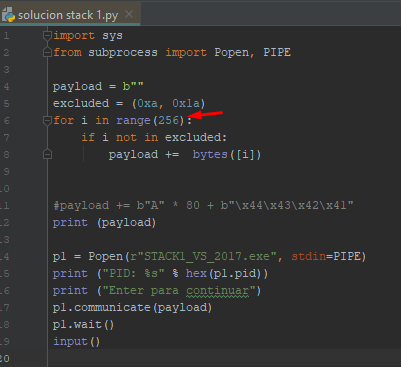 solucion stack 1.py ×
1 import sys
2 from subprocess import Popen, PIPE
3
4 payload = b""
5 excluded = (0xa, 0x1a)
6 for i in range(256):
7     if i not in excluded:
8         payload +=  bytes([i])
9
10
11 #payload += b"A" * 80 + b"\x44\x43\x42\x41"
12 print (payload)
13
14 p1 = Popen(r"STACK1_VS_2017.exe", stdin=PIPE)
15 print ("PID: %s" % hex(p1.pid))
16 print ("Enter para continuar")
17 p1.communicate(payload)
18 p1.wait()
19 input()
20